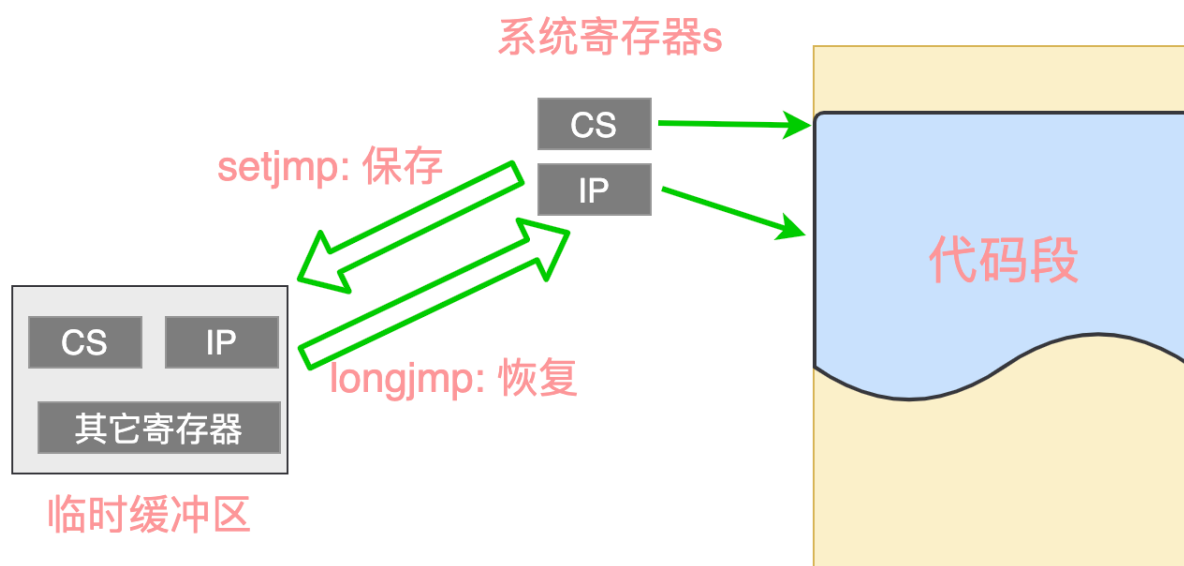 系统寄存器s
CS
IP
setjmp: 保存
代码段
CS
IP
longjmp: 恢复
其它寄存器
临时缓冲区